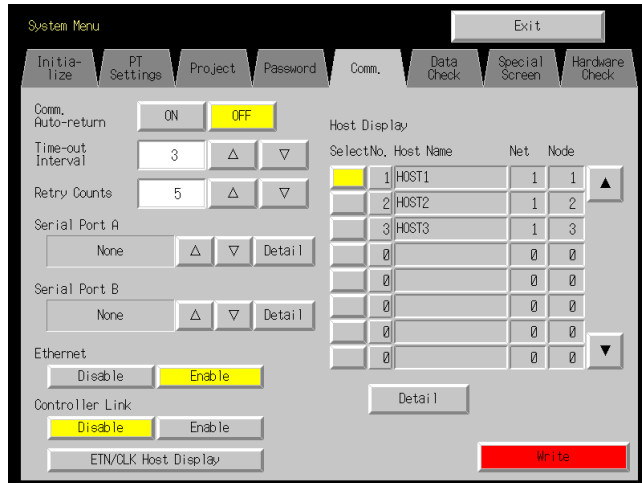 System Menu
Exit
Initia-
lize
PT
Settings
Project
Password
Comm.
Data
Check
Special
Screen
Hardware
Check
Comm.
Auto-return
ON
OFF
Time-out
Interval
3
△
▽
Retry Counts
5
△
▽
Serial Port A
None
△
▽
Detail
Serial Port B
None
△
▽
Detail
Ethernet
Disable
Enable
Controller Link
Disable
Enable
ETN/CLK Host Display
Host Display
Select No. Host Name Net Node
1 HOST1 1 1
2 HOST2 1 2
3 HOST3 1 3
0 0 0
0 0 0
0 0 0
0 0 0
0 0 0
▲
▼
Detail
Write